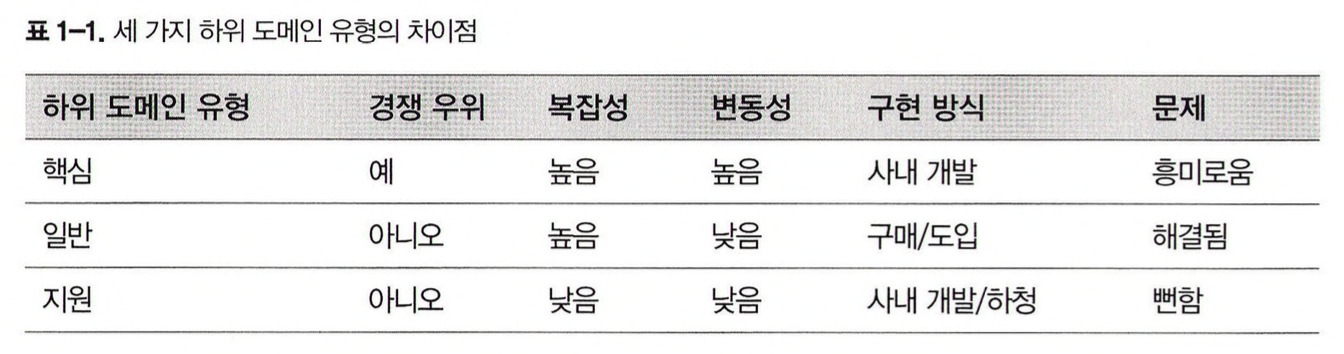 표 1-1. 세 가지 하위 도메인 유형의 차이점
하위 도메인 유형 경쟁 우위 복잡성 변동성 구현 방식 문제
핵심 예 높음 높음 사내 개발 흥미로움
일반 아니오 높음 낮음 구매/도입 해결됨
지원 아니오 낮음 낮음 사내 개발/하청 뻔함